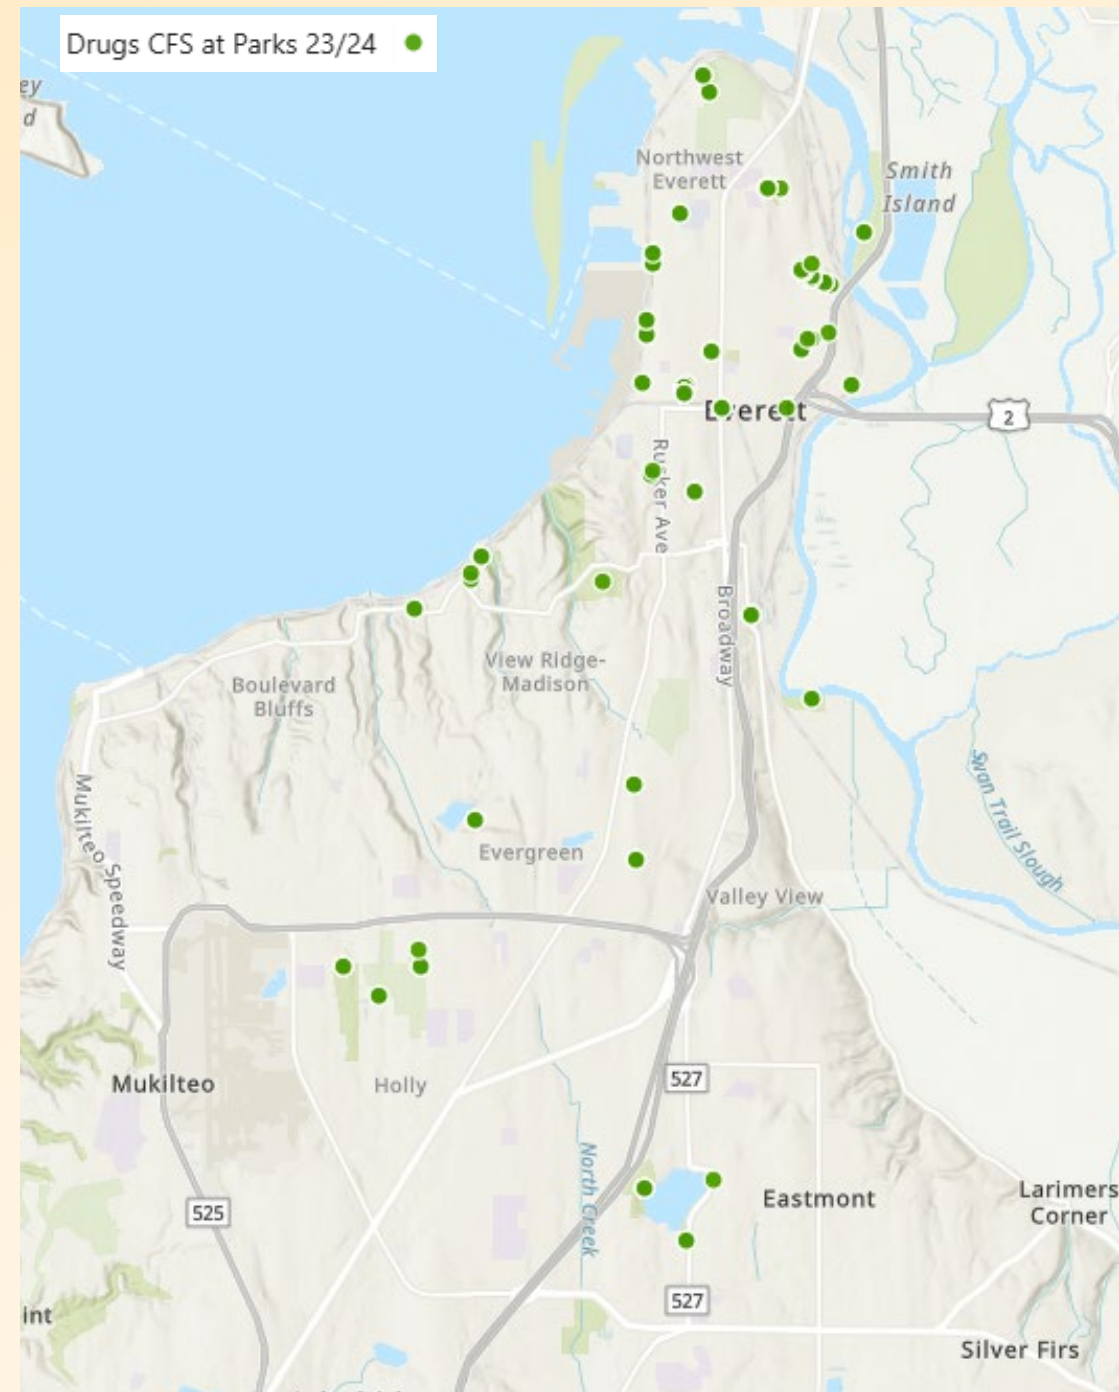 Drugs CFS at Parks 23/24
ey
d
Northwest
Everett
Smith
Island
Everett
2
Rucker Ave
Broadway
View Ridge-
Madison
Boulevard
Bluffs
Mukilteo Speedway
Swan Trail Slough
Evergreen
Valley View
Mukilteo
Holly
527
North Creek
525
Eastmont
Larimers
Corner
527
int
Silver Firs